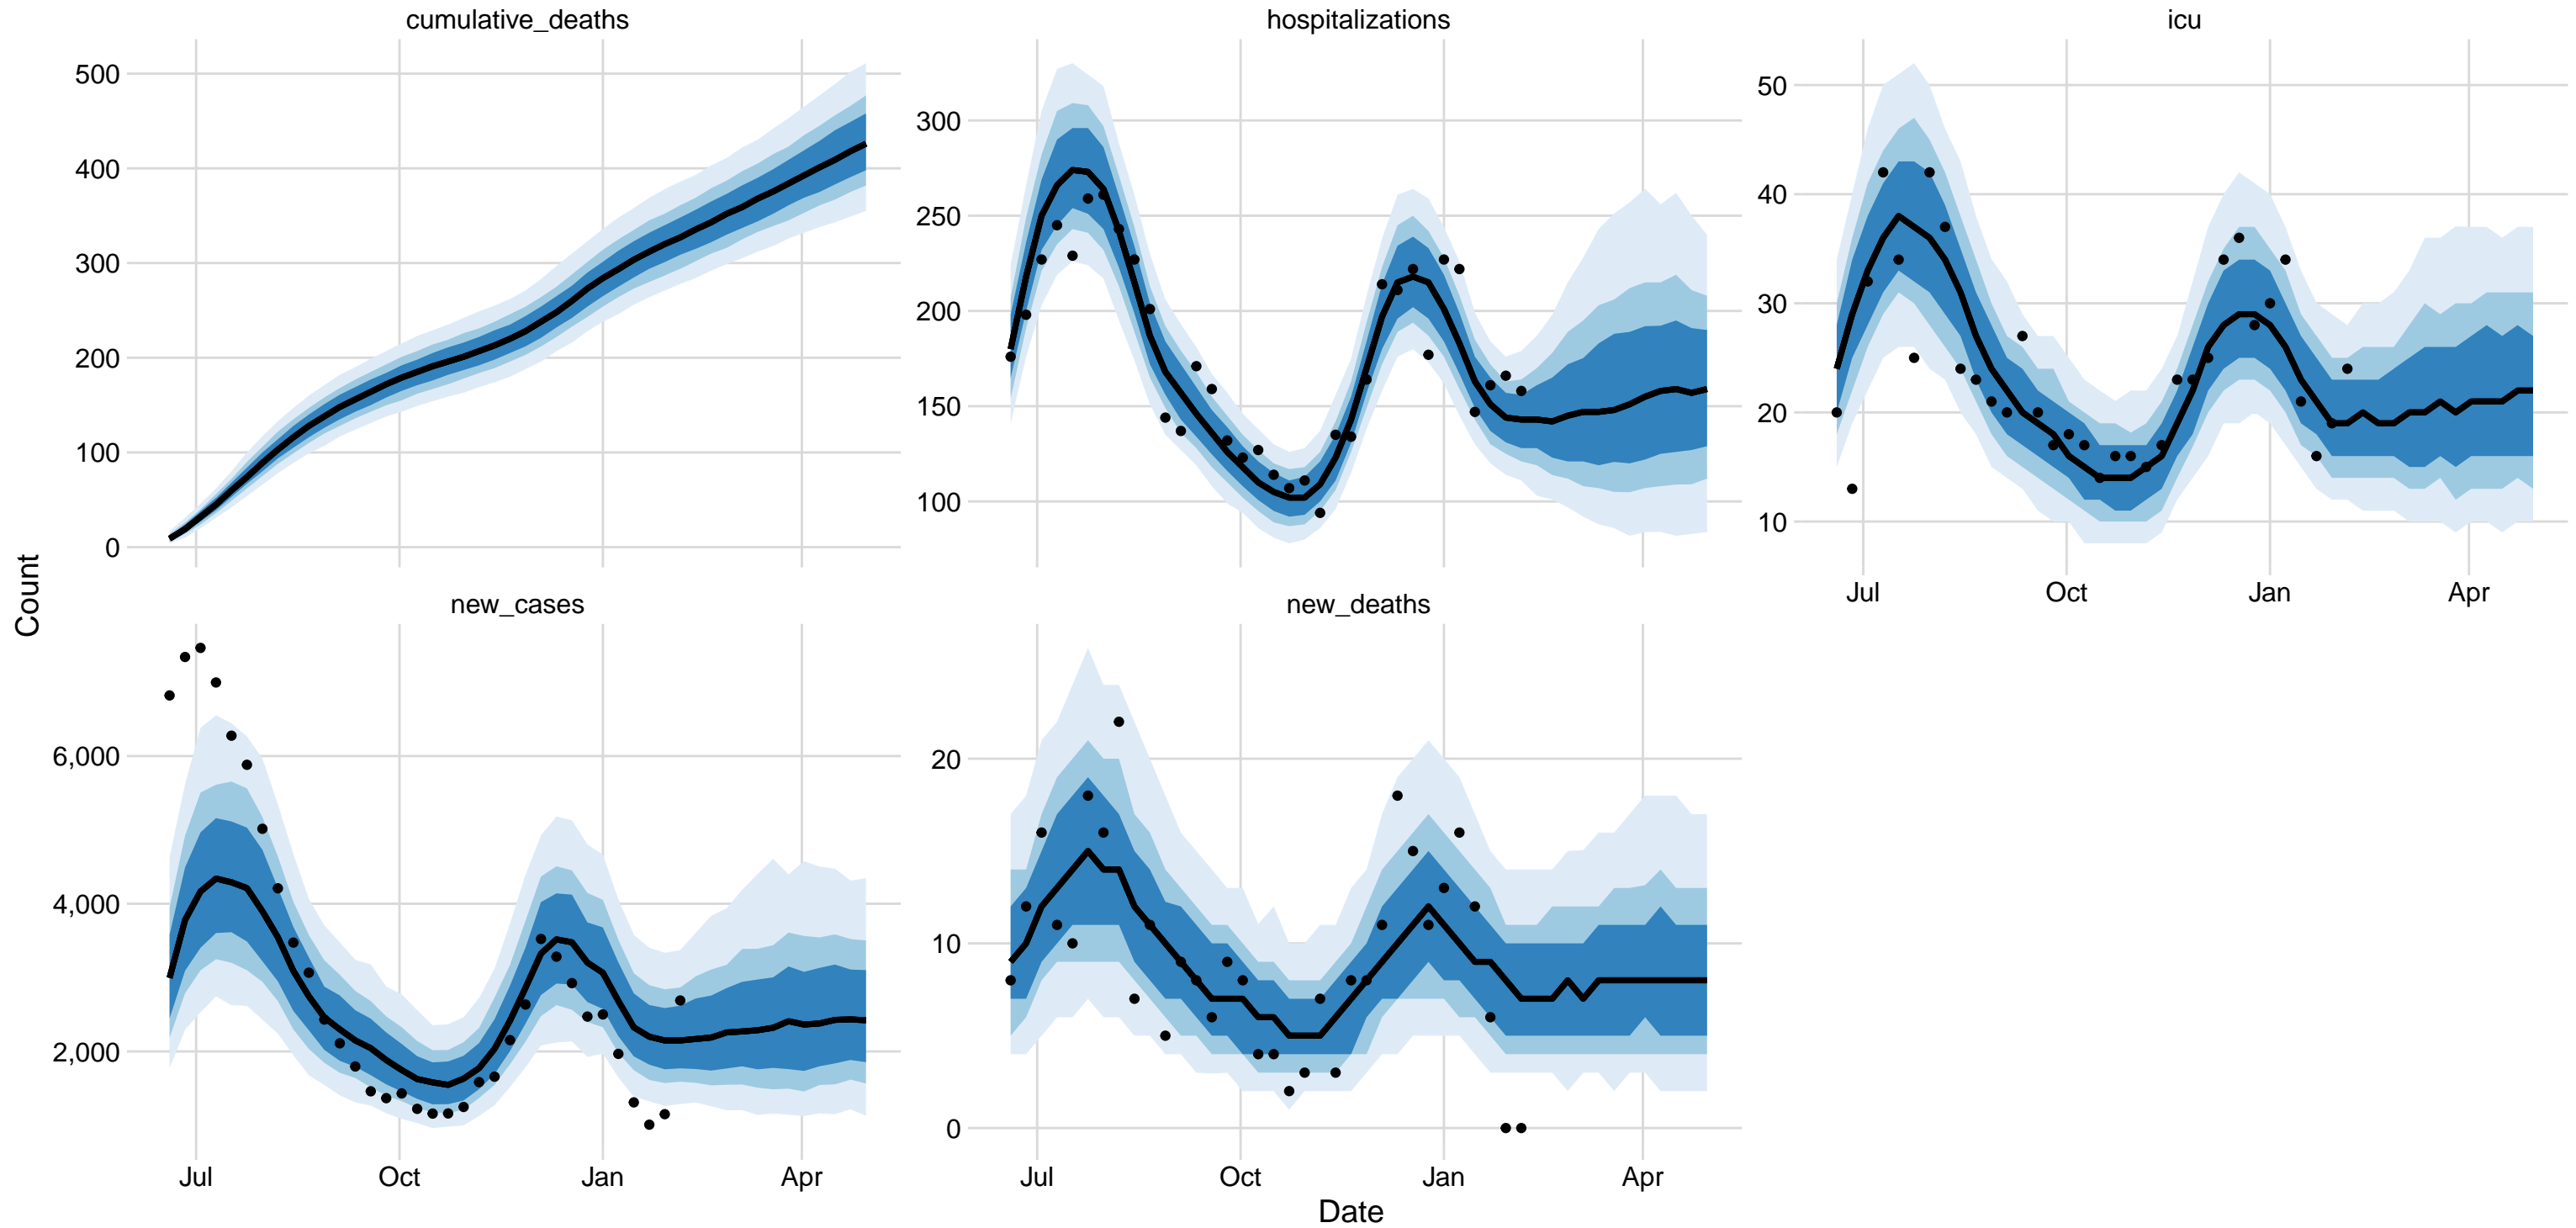 cumulative_deaths
hospitalizations
icu
500
400
300
200
100
0
300
250
200
150
100
50
40
30
20
10
Jul
Oct
Jan
Apr
Count
new_cases
new_deaths
6,000
4,000
2,000
20
10
0
Jul
Oct
Jan
Apr
Jul
Oct
Jan
Apr
Date